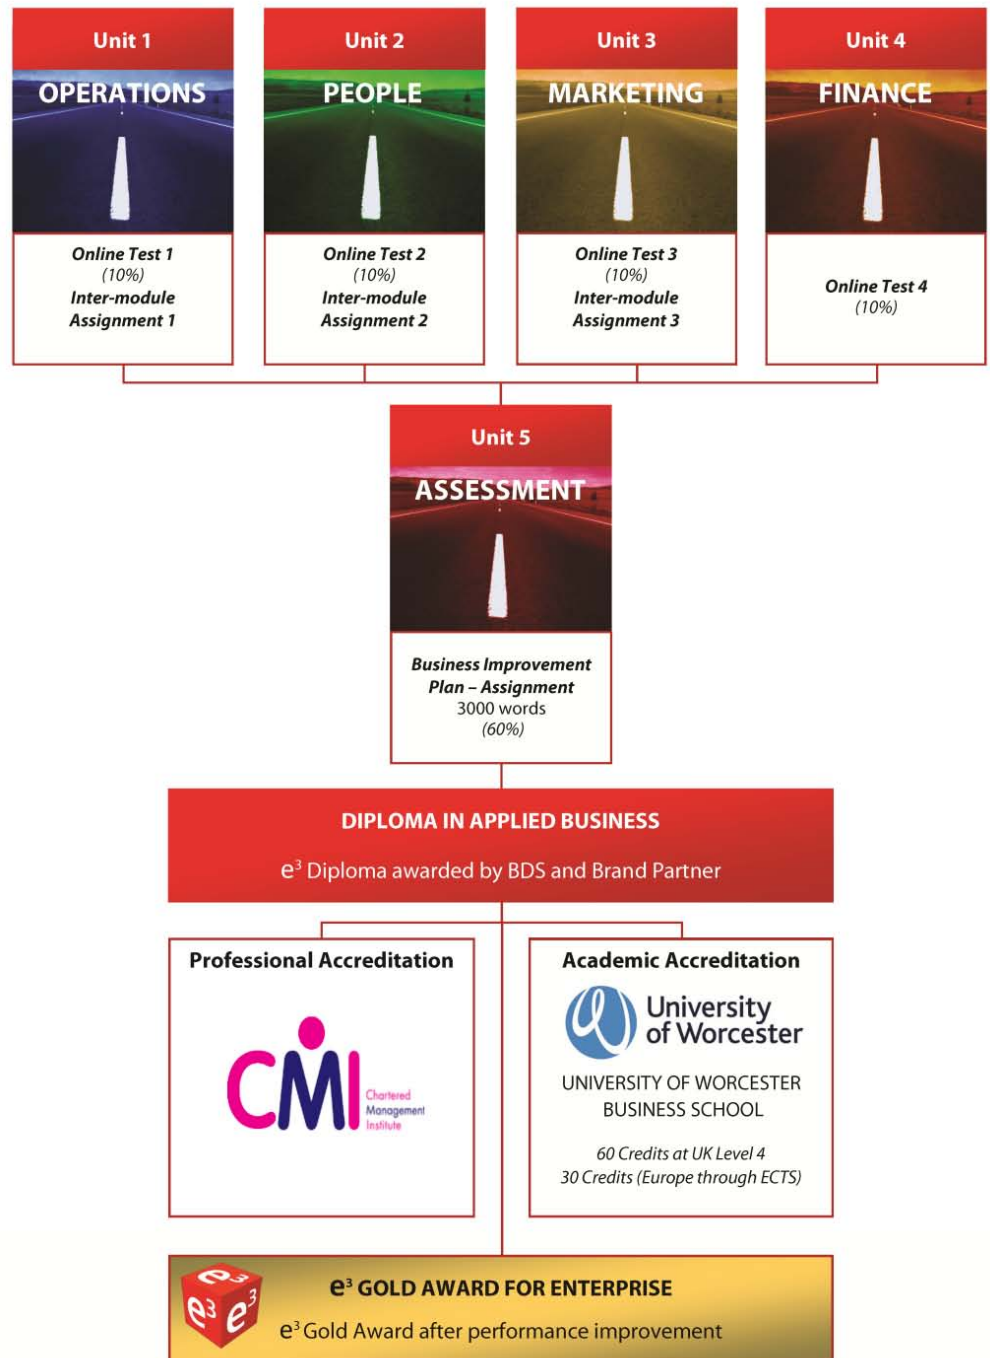 Unit 1
OPERATIONS
Online Test 1
(10%)
Inter-module
Assignment 1
Unit 2
PEOPLE
Online Test 2
(10%)
Inter-module
Assignment 2
Unit 3
MARKETING
Online Test 3
(10%)
Inter-module
Assignment 3
Unit 4
FINANCE
Online Test 4
(10%)
Unit 5
ASSESSMENT
Business Improvement
Plan – Assignment
3000 words
(60%)
DIPLOMA IN APPLIED BUSINESS
e³ Diploma awarded by BDS and Brand Partner
Professional Accreditation
CMI
Chartered
Management
Institute
Academic Accreditation
University
of Worcester
UNIVERSITY OF WORCESTER
BUSINESS SCHOOL
60 Credits at UK Level 4
30 Credits (Europe through ECTS)
e³
e³
e³
e³ GOLD AWARD FOR ENTERPRISE
e³ Gold Award after performance improvement